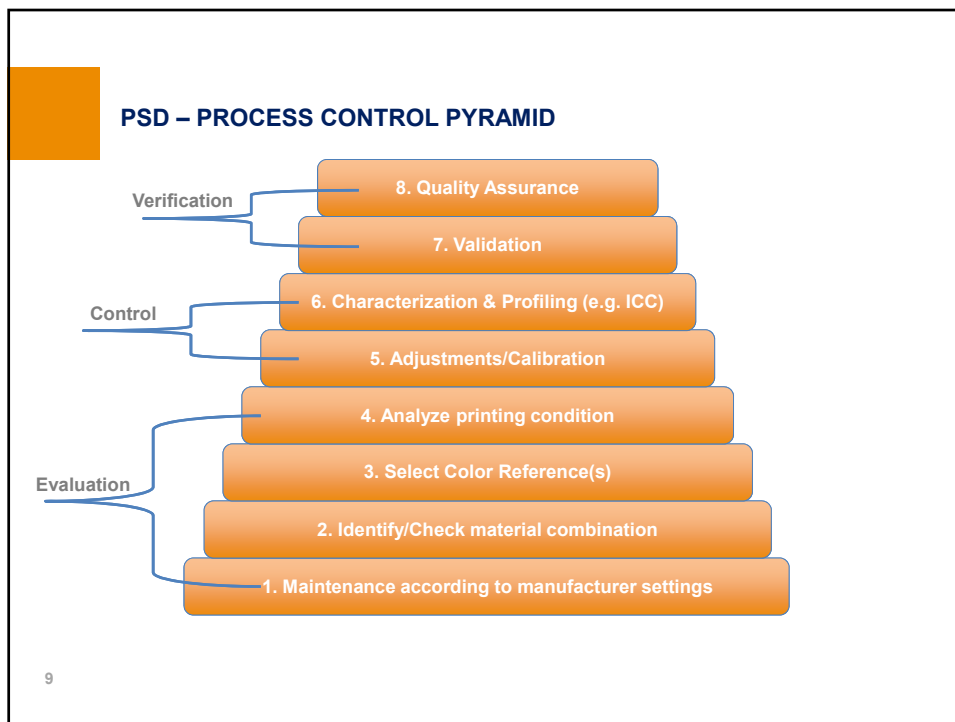 PSD – PROCESS CONTROL PYRAMID
8. Quality Assurance
Verification
7. Validation
6. Characterization & Profiling (e.g. ICC)
Control
5. Adjustments/Calibration
4. Analyze printing condition
3. Select Color Reference(s)
Evaluation
2. Identify/Check material combination
1. Maintenance according to manufacturer settings
9